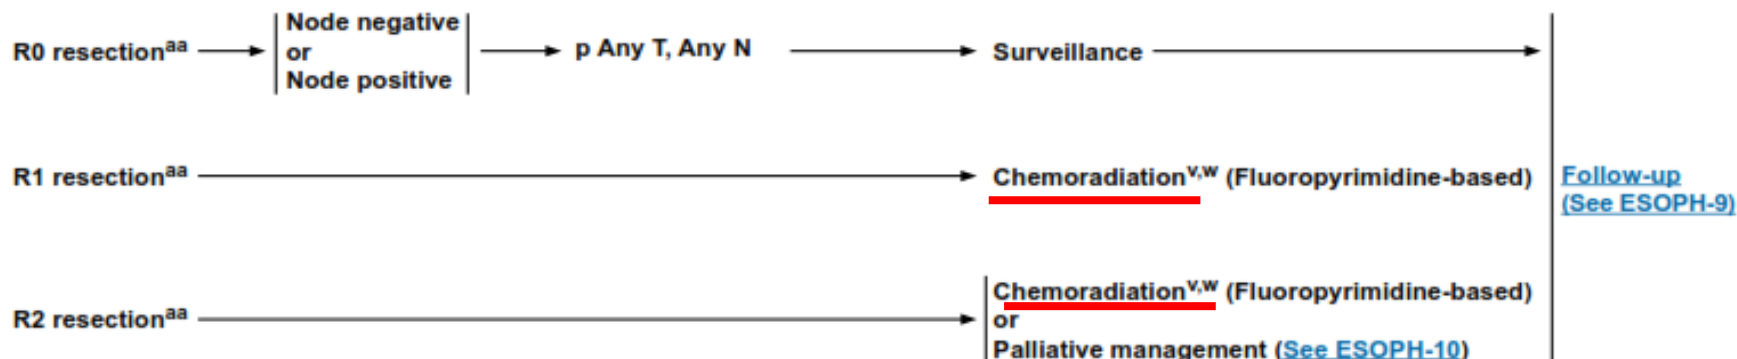 R0 resectionaa
Node negative
or
Node positive
p Any T, Any N
Surveillance
R1 resectionaa
Chemoradiationv,w (Fluoropyrimidine-based)
Follow-up
(See ESOPH-9)
R2 resectionaa
Chemoradiationv,w (Fluoropyrimidine-based)
or
Palliative management (See ESOPH-10)